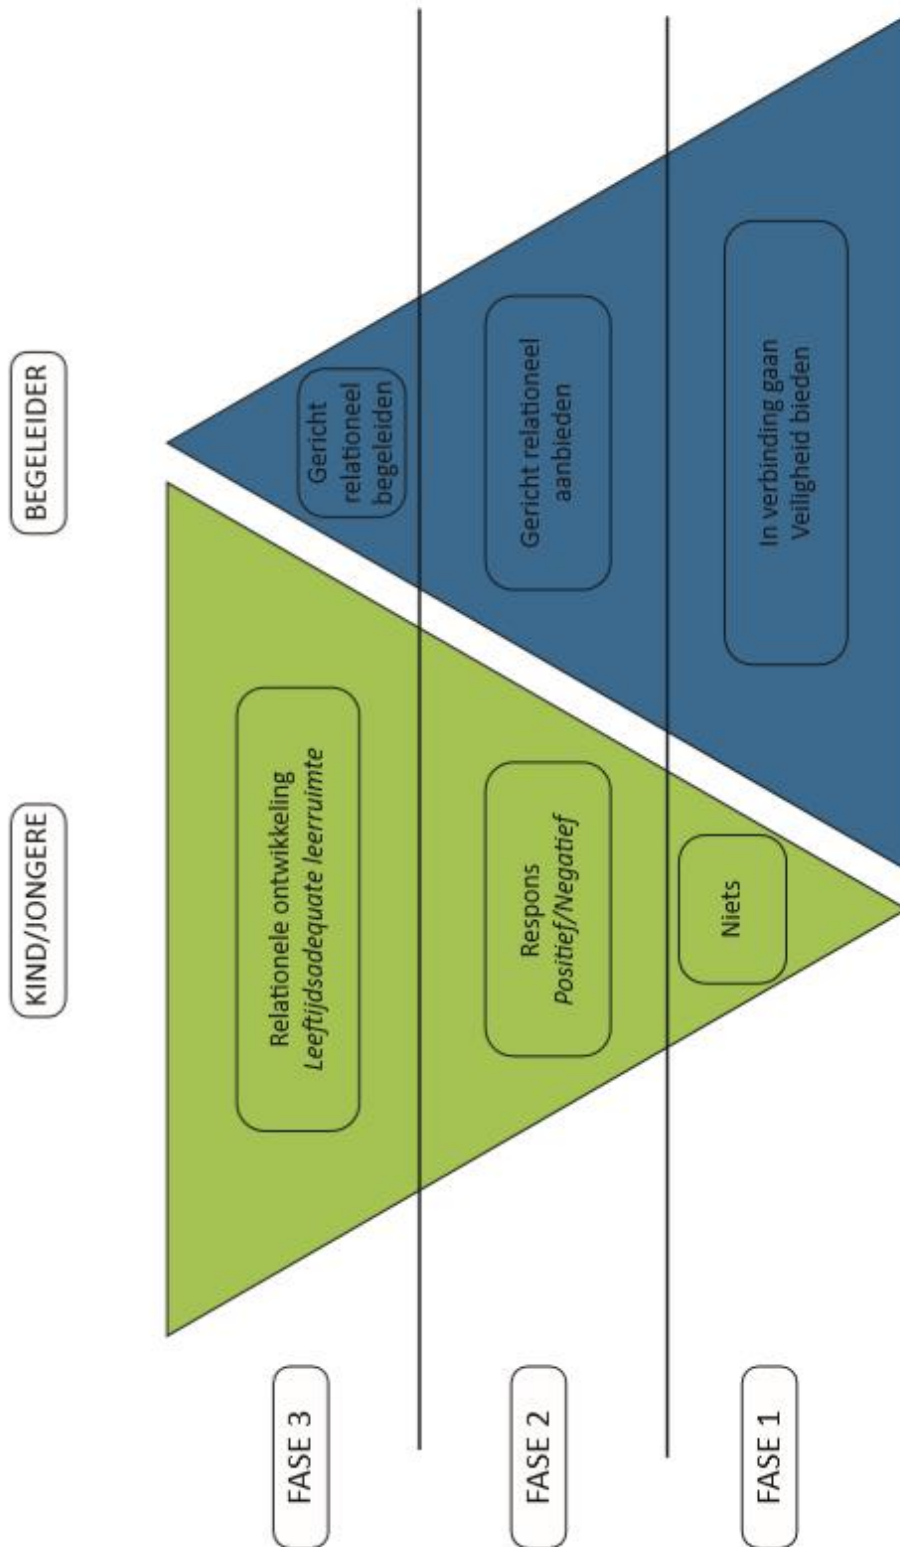 KIND/JONGERE
BEGELEIDER
FASE 3
Relationele ontwikkeling
Leeftijdsadequate leerruimte
Gericht
relationeel
begeleiden
FASE 2
Respons
Positief/Negatief
Gericht relationeel
aanbieden
FASE 1
Niets
In verbinding gaan
Veiligheid bieden